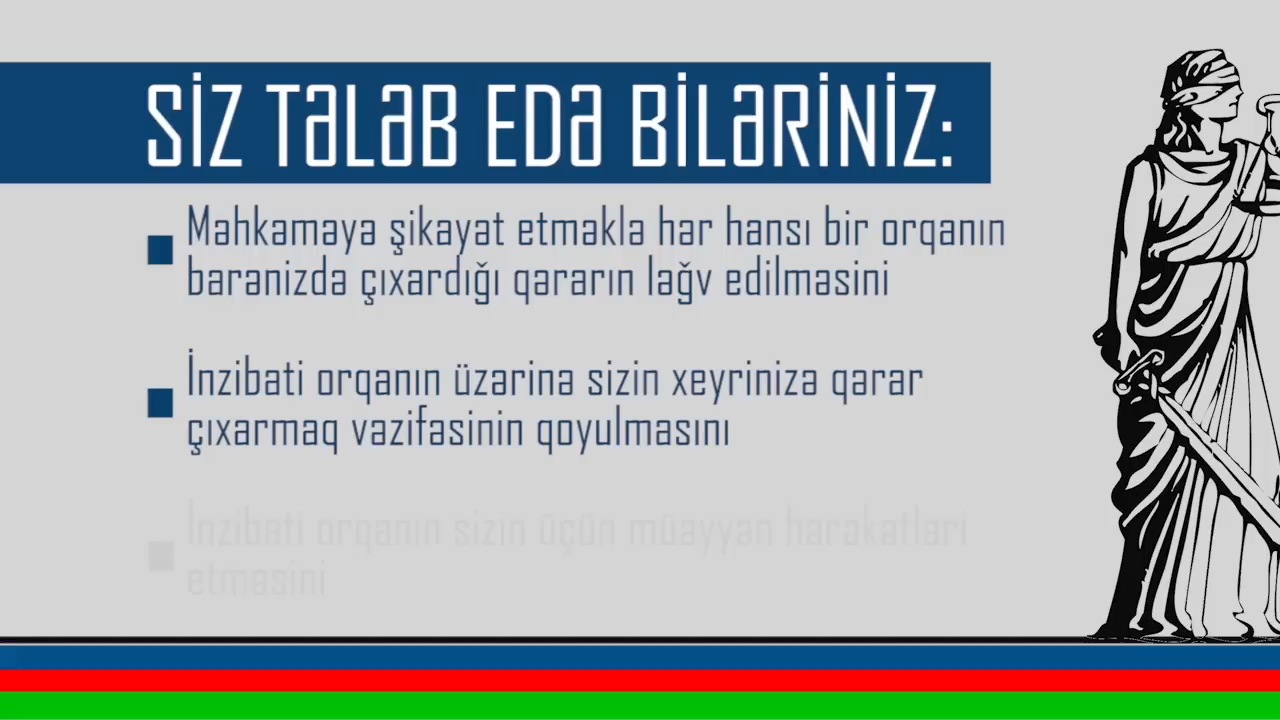 SİZ TƏLƏB EDƏ BİLƏRİNİZ:
Məhkəməyə şikayət etməklə hər hansı bir orqanın
barənizdə çıxardığı qərarın ləğv edilməsini
İnzibati orqanın üzərinə sizin xeyrinizə qərar
çıxarmaq vəzifəsinin qoyulmasını
İnzibati orqanın sizin üçün müəyyən hərəkətləri
etməsini